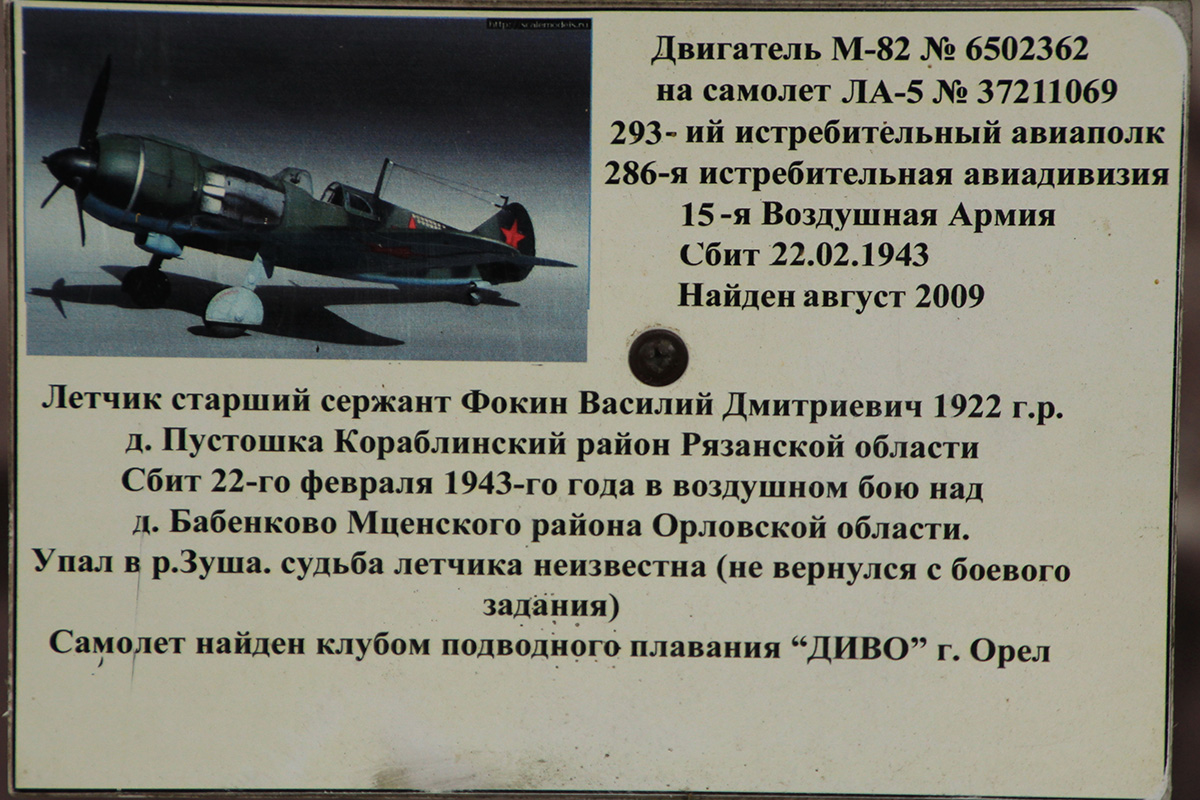 http://scalemodels.ru
Двигатель М-82 № 6502362
на самолет ЛА-5 № 37211069
293- ий истребительный авиаполк
286-я истребительная авиадивизия
15-я Воздушная Армия
Сбит 22.02.1943
Найден август 2009
Летчик старший сержант Фокин Василий Дмитриевич 1922 г.р.
д. Пустошка Кораблинский район Рязанской области
Сбит 22-го февраля 1943-го года в воздушном бою над
д. Бабенково Мценского района Орловской области.
Упал в р.Зуша. судьба летчика неизвестна (не вернулся с боевого
задания)
Самолет найден клубом подводного плавания “ДИВО” г. Орел